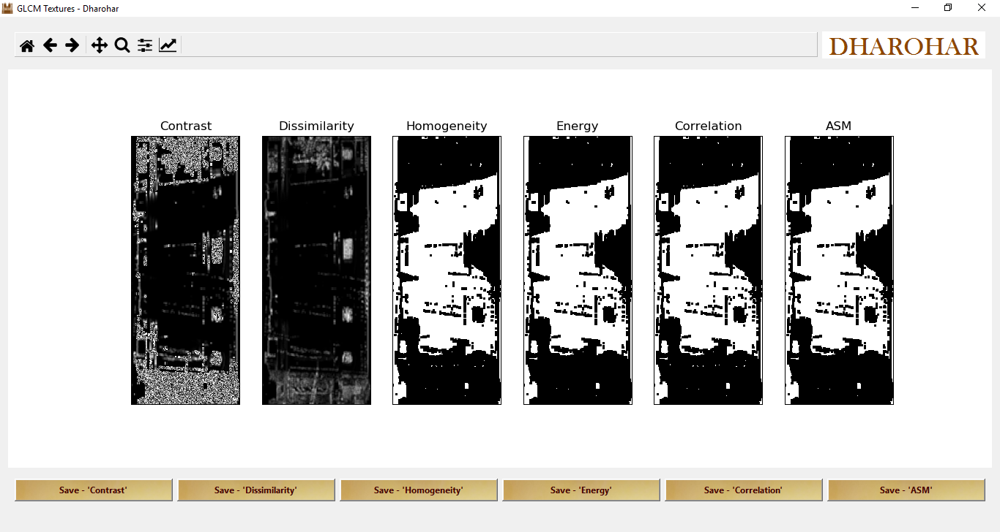 GLCM Textures - Dharohar
DHAROHAR
Contrast
Dissimilarity
Homogeneity
Energy
Correlation
ASM
Save - 'Contrast'
Save - 'Dissimilarity'
Save - 'Homogeneity'
Save - 'Energy'
Save - 'Correlation'
Save - 'ASM'